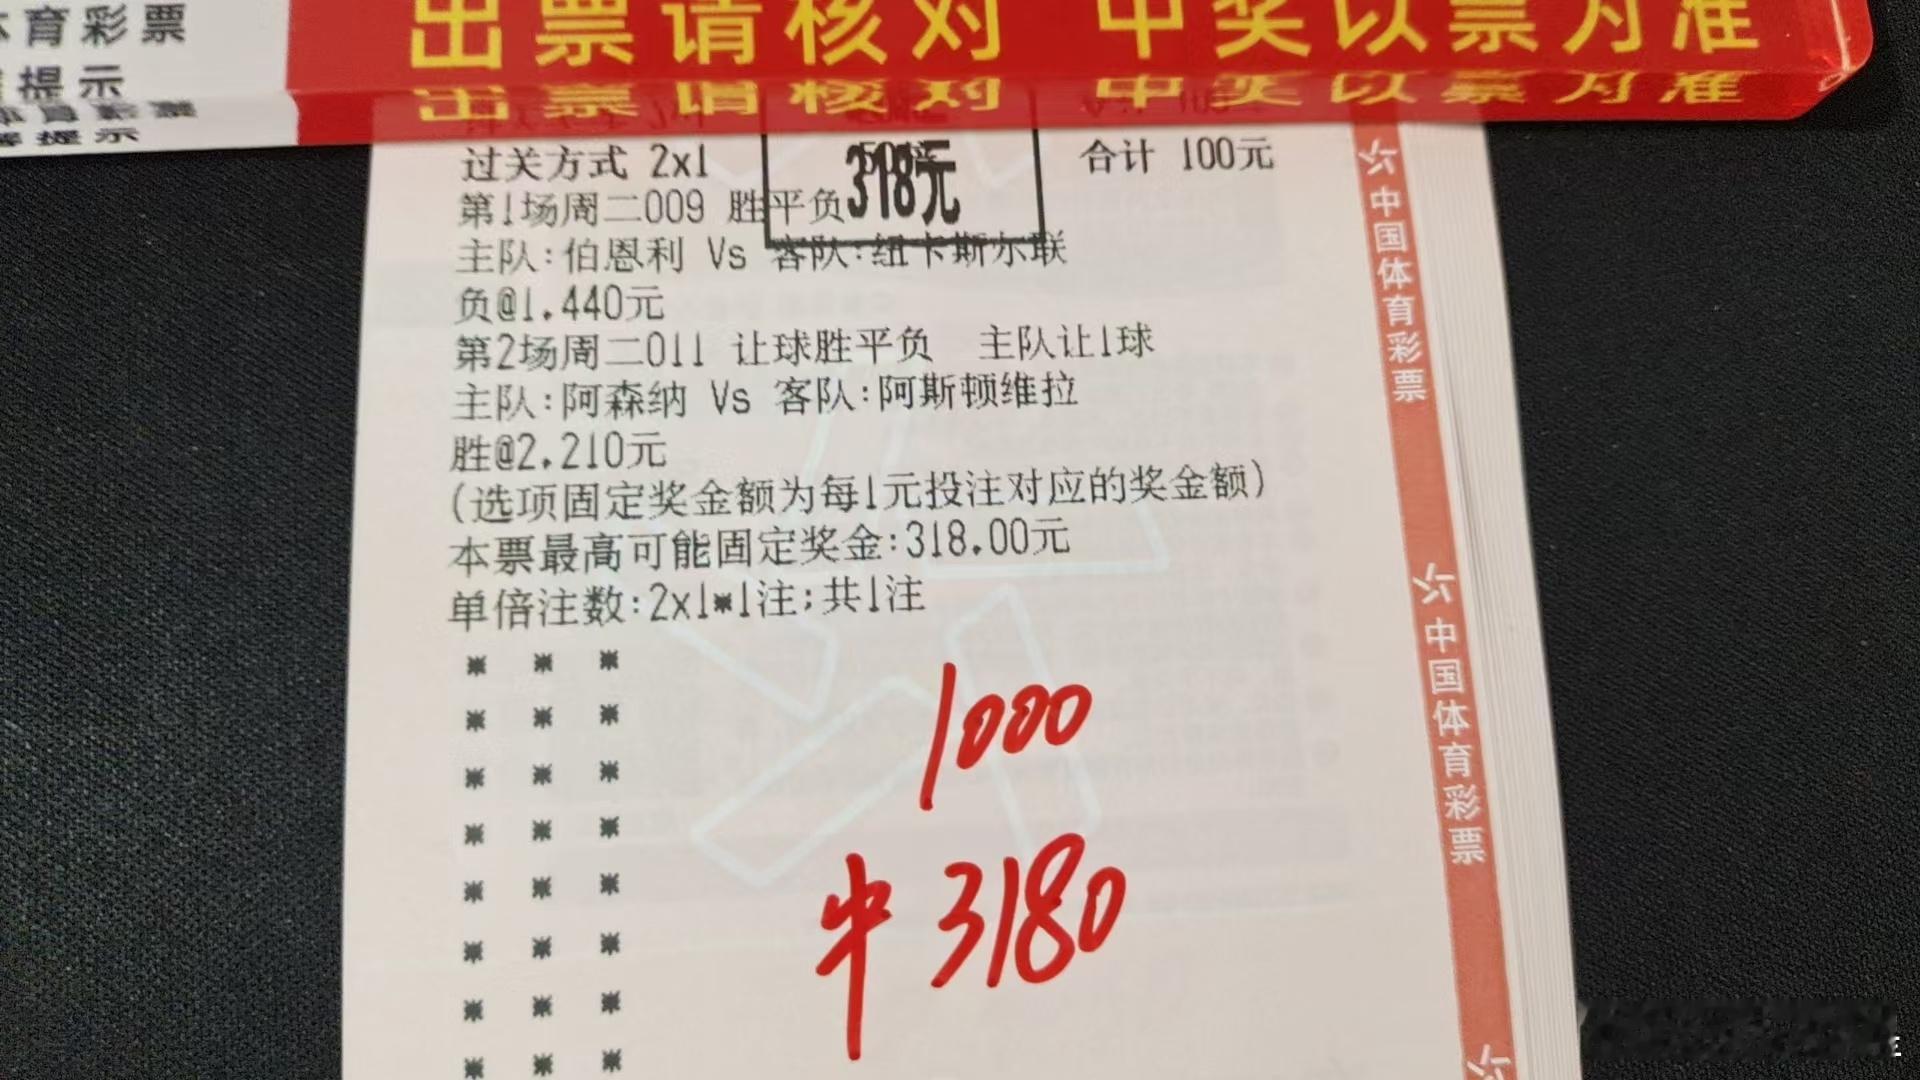 体育彩票
提示
出票请核对 中奖以票为准
过关方式 2x1
318元
合计 100元
第1场周二009 胜平负
主队:伯恩利 Vs 客队:纽卡斯尔联
负@1.440元
第2场周二011 让球胜平负 主队让1球
主队:阿森纳 Vs 客队:阿斯顿维拉
胜@2.210元
(选项固定奖金额为每1元投注对应的奖金额)
本票最高可能固定奖金:318.00元
单倍注数:2x1*1注;共1注
1000
中3180
中国体育彩票
中国体育彩票